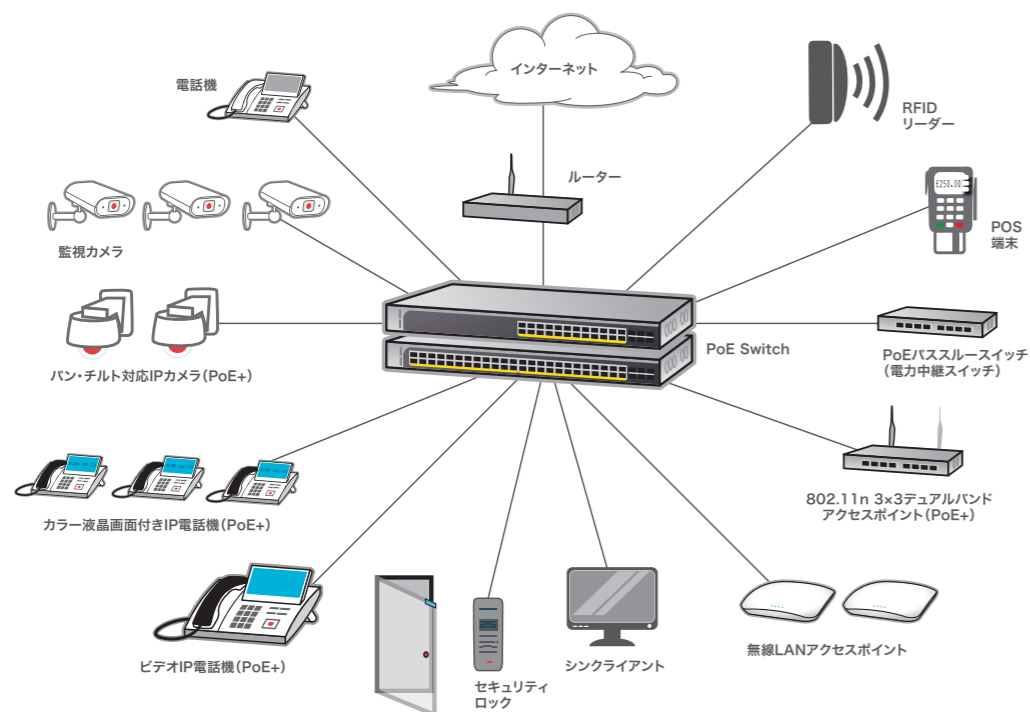 インターネット
電話機
RFID
リーダー
ルーター
£250.00
POS
端末
監視カメラ
PoE Switch
PoEパススルースイッチ
(電力中継スイッチ)
パン・チルト対応IPカメラ(PoE+)
802.11n 3×3デュアルバンド
アクセスポイント(PoE+)
カラー液晶画面付きIP電話機(PoE+)
ビデオIP電話機(PoE+)
セキュリティ
ロック
シンクライアント
無線LANアクセスポイント